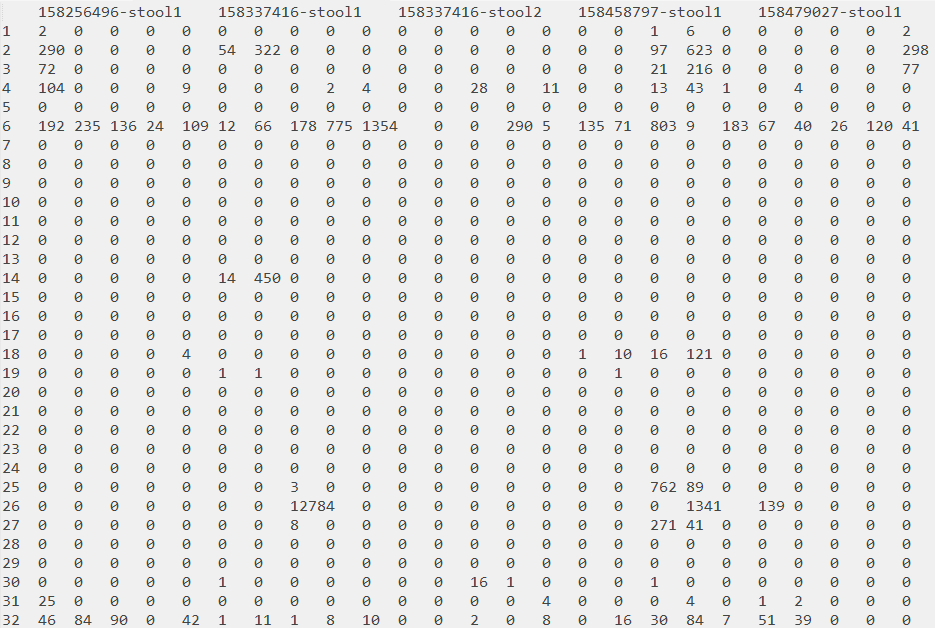 158256496-stool1 158337416-stool1 158337416-stool2 158458797-stool1 158479027-stool1
1 2 0 0 0 0 0 0 0 0 0 0 0 0 0 0 0 0 1 6 0 0 0 0 0 2
2 290 0 0 0 0 54 322 0 0 0 0 0 0 0 0 0 0 97 623 0 0 0 0 0 298
3 72 0 0 0 0 0 0 0 0 0 0 0 0 0 0 0 0 21 216 0 0 0 0 0 77
4 104 0 0 0 9 0 0 0 2 4 0 0 28 0 11 0 0 13 43 1 0 4 0 0 0
5 0 0 0 0 0 0 0 0 0 0 0 0 0 0 0 0 0 0 0 0 0 0 0 0 0
6 192 235 136 24 109 12 66 178 775 1354 0 0 290 5 135 71 803 9 183 67 40 26 120 41
7 0 0 0 0 0 0 0 0 0 0 0 0 0 0 0 0 0 0 0 0 0 0 0 0 0
8 0 0 0 0 0 0 0 0 0 0 0 0 0 0 0 0 0 0 0 0 0 0 0 0 0
9 0 0 0 0 0 0 0 0 0 0 0 0 0 0 0 0 0 0 0 0 0 0 0 0 0
10 0 0 0 0 0 0 0 0 0 0 0 0 0 0 0 0 0 0 0 0 0 0 0 0 0
11 0 0 0 0 0 0 0 0 0 0 0 0 0 0 0 0 0 0 0 0 0 0 0 0 0
12 0 0 0 0 0 0 0 0 0 0 0 0 0 0 0 0 0 0 0 0 0 0 0 0 0
13 0 0 0 0 0 0 0 0 0 0 0 0 0 0 0 0 0 0 0 0 0 0 0 0 0
14 0 0 0 0 0 14 450 0 0 0 0 0 0 0 0 0 0 0 0 0 0 0 0 0 0
15 0 0 0 0 0 0 0 0 0 0 0 0 0 0 0 0 0 0 0 0 0 0 0 0 0
16 0 0 0 0 0 0 0 0 0 0 0 0 0 0 0 0 0 0 0 0 0 0 0 0 0
17 0 0 0 0 0 0 0 0 0 0 0 0 0 0 0 0 0 0 0 0 0 0 0 0 0
18 0 0 0 0 4 0 0 0 0 0 0 0 0 0 0 1 10 16 121 0 0 0 0 0 0
19 0 0 0 0 0 1 1 0 0 0 0 0 0 0 0 0 1 0 0 0 0 0 0 0 0
20 0 0 0 0 0 0 0 0 0 0 0 0 0 0 0 0 0 0 0 0 0 0 0 0 0
21 0 0 0 0 0 0 0 0 0 0 0 0 0 0 0 0 0 0 0 0 0 0 0 0 0
22 0 0 0 0 0 0 0 0 0 0 0 0 0 0 0 0 0 0 0 0 0 0 0 0 0
23 0 0 0 0 0 0 0 0 0 0 0 0 0 0 0 0 0 0 0 0 0 0 0 0 0
24 0 0 0 0 0 0 0 0 0 0 0 0 0 0 0 0 0 0 0 0 0 0 0 0 0
25 0 0 0 0 0 0 0 3 0 0 0 0 0 0 0 0 0 762 89 0 0 0 0 0 0
26 0 0 0 0 0 0 0 12784 0 0 0 0 0 0 0 0 0 1341 139 0 0 0 0
27 0 0 0 0 0 0 0 8 0 0 0 0 0 0 0 0 0 271 41 0 0 0 0 0 0
28 0 0 0 0 0 0 0 0 0 0 0 0 0 0 0 0 0 0 0 0 0 0 0 0 0
29 0 0 0 0 0 0 0 0 0 0 0 0 0 0 0 0 0 0 0 0 0 0 0 0 0
30 0 0 0 0 0 1 0 0 0 0 0 0 16 1 0 0 0 1 0 0 0 0 0 0 0
31 25 0 0 0 0 0 0 0 0 0 0 0 0 0 4 0 0 0 4 0 1 2 0 0 0
32 46 84 90 0 42 1 11 1 8 10 0 0 2 0 8 0 16 30 84 7 51 39 0 0 0